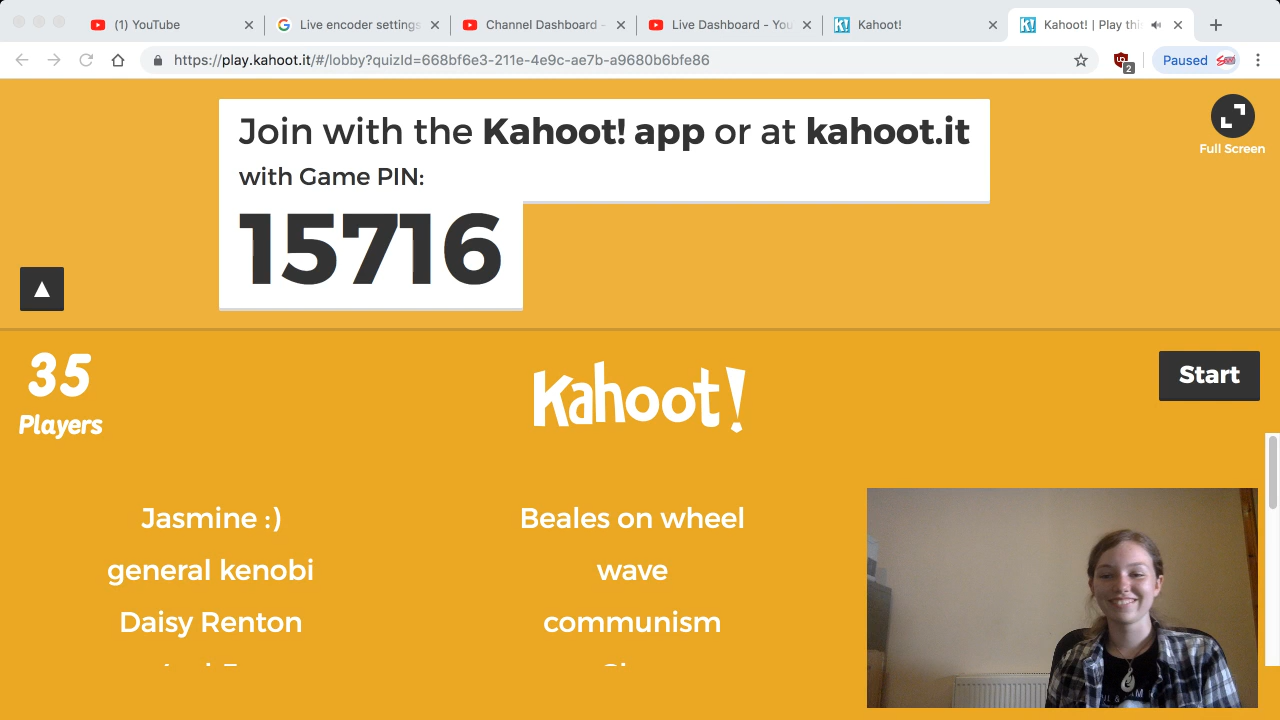 (1) YouTube
Live encoder settings
Channel Dashboard -
Live Dashboard - You
Kahoot!
Kahoot! | Play thi
https://play.kahoot.it/#/lobby?quizId=668bf6e3-211e-4e9c-ae7b-a9680b6bfe86
2
Paused
Join with the Kahoot! app or at kahoot.it
with Game PIN:
15716
Full Screen
35
Players
Kahoot!
Start
Jasmine :)
Beales on wheel
general kenobi
wave
Daisy Renton
communism